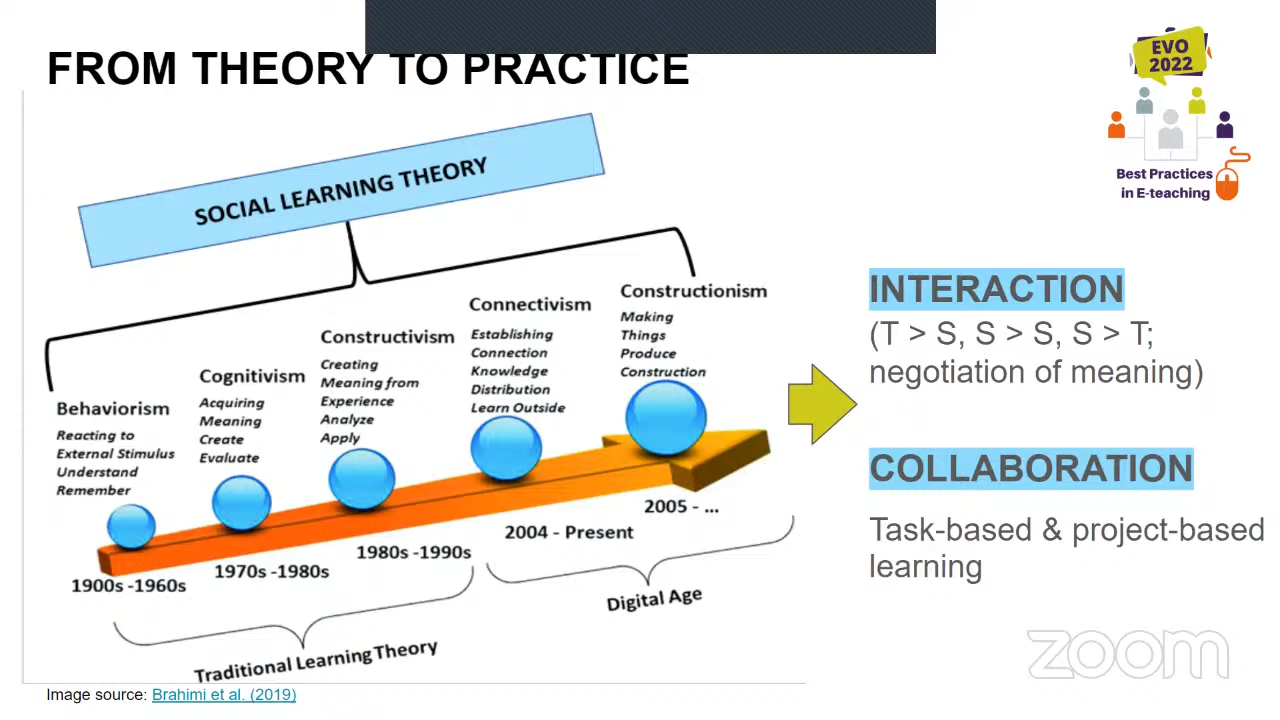 FROM THEORY TO PRACTICE
EVO
2022
Best Practices
in E-teaching
SOCIAL LEARNING THEORY
Behaviorism
Reacting to
External Stimulus
Understand
Remember
Cognitivism
Acquiring
Meaning
Create
Evaluate
Constructivism
Creating
Meaning from
Experience
Analyze
Apply
Connectivism
Establishing
Connection
Knowledge
Distribution
Learn Outside
Constructionism
Making
Things
Produce
Construction
1900s -1960s
1970s -1980s
1980s -1990s
2004 - Present
2005 - ...
Traditional Learning Theory
Digital Age
INTERACTION
(T > S, S > S, S > T;
negotiation of meaning)
COLLABORATION
Task-based & project-based
learning
zoom
Image source: Brahimi et al. (2019)